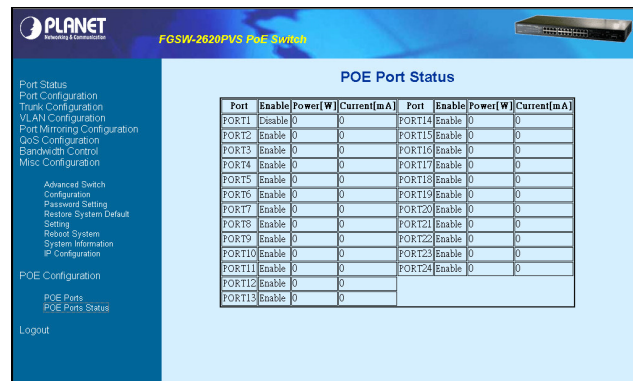 PLANET
Networking & Communication
FGSW-2620PVS PoE Switch
Port Status
Port Configuration
Trunk Configuration
VLAN Configuration
Port Mirroring Configuration
QoS Configuration
Bandwidth Control
Misc Configuration
Advanced Switch
Configuration
Password Setting
Restore System Default
Setting
Reboot System
System Information
IP Configuration
POE Configuration
POE Ports
POE Ports Status
Logout
POE Port Status
Port Enable Power[W] Current[mA] Port Enable Power[W] Current[mA]
PORT1 Disable 0 0 PORT14 Enable 0 0
PORT2 Enable 0 0 PORT15 Enable 0 0
PORT3 Enable 0 0 PORT16 Enable 0 0
PORT4 Enable 0 0 PORT17 Enable 0 0
PORT5 Enable 0 0 PORT18 Enable 0 0
PORT6 Enable 0 0 PORT19 Enable 0 0
PORT7 Enable 0 0 PORT20 Enable 0 0
PORT8 Enable 0 0 PORT21 Enable 0 0
PORT9 Enable 0 0 PORT22 Enable 0 0
PORT10 Enable 0 0 PORT23 Enable 0 0
PORT11 Enable 0 0 PORT24 Enable 0 0
PORT12 Enable 0 0
PORT13 Enable 0 0